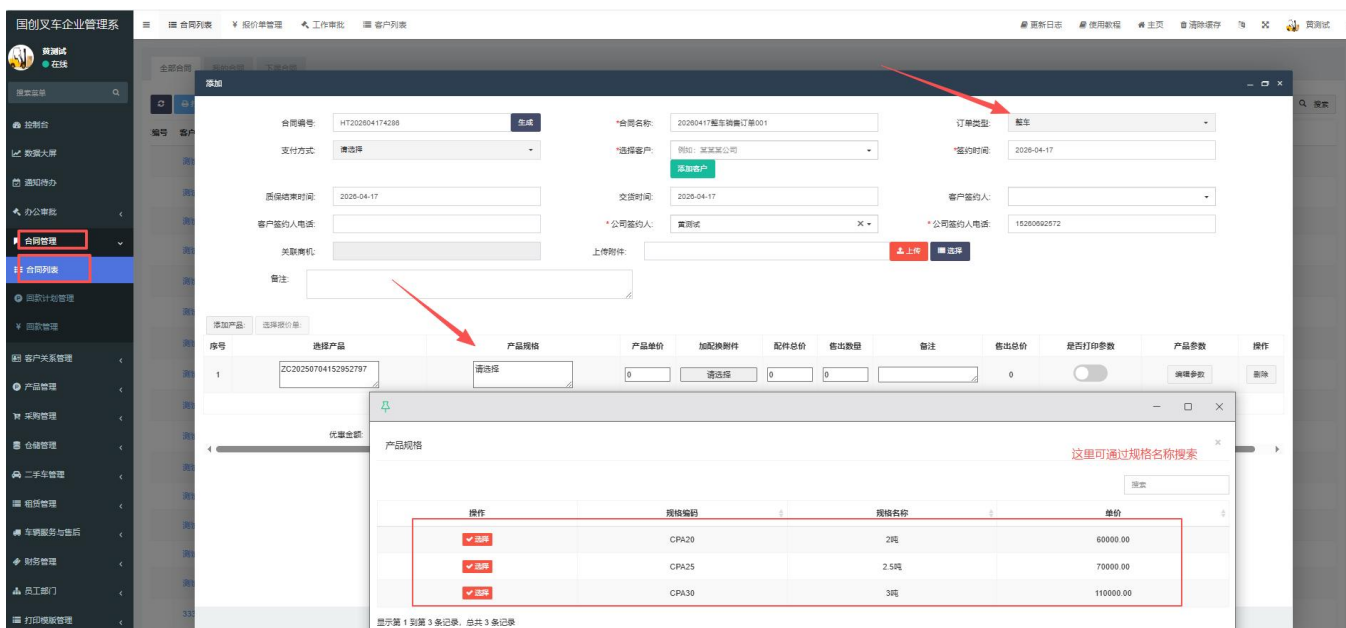 国创叉车企业管理系
合同列表 ¥ 报价单管理 工作审批 客户列表 更新日志 使用教程 主页 清除缓存 黄测试
黄测试
在线
搜索菜单
控制台
数据大屏
通知待办
办公审批
合同管理
合同列表
回款计划管理
¥ 回款管理
客户关系管理
产品管理
采购管理
仓储管理
二手车管理
租赁管理
车辆服务与售后
财务管理
员工部门
打印模版管理
全部合同
搜索
编号
添加
合同编号: HT202604174286 生成 *合同名称: 20260417整车销售订单001 订单类型: 整车
支付方式: 请选择 *选择客户: 例如：某某某公司 *签约时间: 2026-04-17
添加客户
质保结束时间: 2026-04-17 交货时间: 2026-04-17 客户签约人:
客户签约人电话: *公司签约人: 黄测试 *公司签约人电话: 15260692572
关联商机: 上传附件: 上传 选择
备注:
添加产品: 选择报价单:
序号 选择产品 产品规格 产品单价 加配换附件 配件总价 售出数量 备注 售出总价 是否打印参数 产品参数 操作
1 ZC20250704152952797 请选择 0 请选择 0 0 0 编辑参数 删除
优惠金额:
产品规格
这里可通过规格名称搜索
搜索
操作 规格编码 规格名称 单价
选择 CPA20 2吨 60000.00
选择 CPA25 2.5吨 70000.00
选择 CPA30 3吨 110000.00
显示第 1 到第 3 条记录，总共 3 条记录